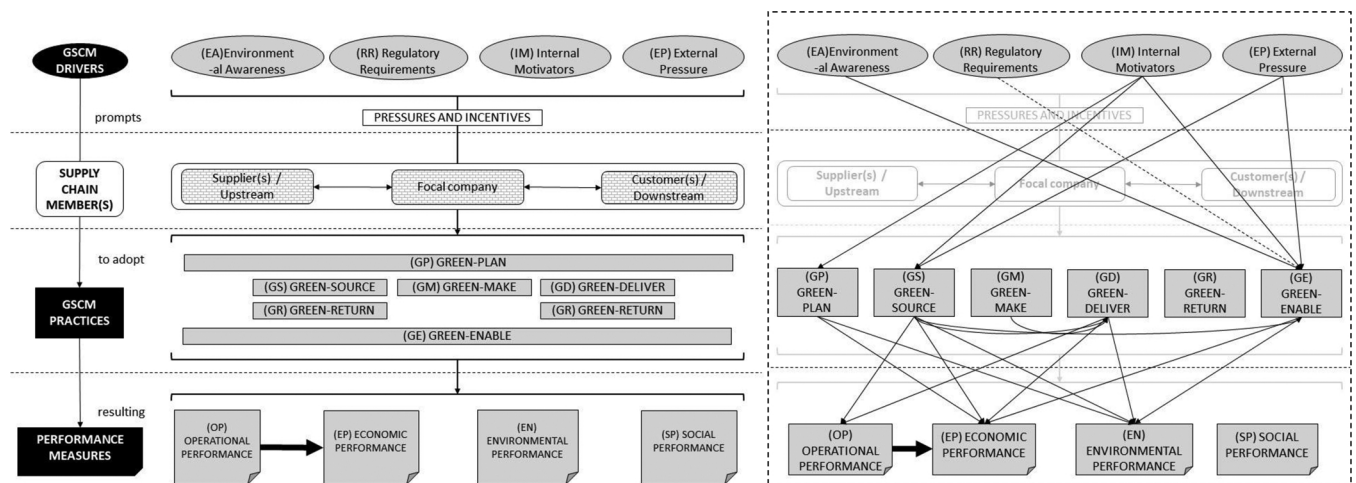 GSCM
DRIVERS
(EA)Environment
-al Awareness
(RR) Regulatory
Requirements
(IM) Internal
Motivators
(EP) External
Pressure
prompts
PRESSURES AND INCENTIVES
SUPPLY
CHAIN
MEMBER(S)
Supplier(s) /
Upstream
Focal company
Customer(s) /
Downstream
to adopt
(GP) GREEN-PLAN
GSCM
PRACTICES
(GS) GREEN-SOURCE
(GM) GREEN-MAKE
(GD) GREEN-DELIVER
(GR) GREEN-RETURN
(GR) GREEN-RETURN
(GE) GREEN-ENABLE
resulting
PERFORMANCE
MEASURES
(OP)
OPERATIONAL
PERFORMANCE
(EP) ECONOMIC
PERFORMANCE
(EN)
ENVIRONMENTAL
PERFORMANCE
(SP) SOCIAL
PERFORMANCE
(EA)Environment
-al Awareness
(RR) Regulatory
Requirements
(IM) Internal
Motivators
(EP) External
Pressure
PRESSURES AND INCENTIVES
Supplier(s) /
Upstream
Focal company
Customer(s) /
Downstream
(GP)
GREEN-
PLAN
(GS)
GREEN-
SOURCE
(GM)
GREEN-
MAKE
(GD)
GREEN-
DELIVER
(GR)
GREEN-
RETURN
(GE)
GREEN-
ENABLE
(OP)
OPERATIONAL
PERFORMANCE
(EP) ECONOMIC
PERFORMANCE
(EN)
ENVIRONMENTAL
PERFORMANCE
(SP) SOCIAL
PERFORMANCE